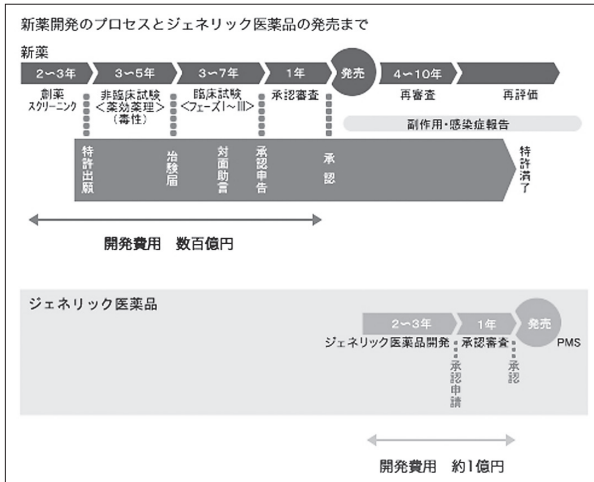 新薬開発のプロセスとジェネリック医薬品の発売まで
新薬
2〜3年
3〜5年
3〜7年
1年
発売
4〜10年
創薬
スクリーニング
非臨床試験
<薬効薬理>
(毒性)
臨床試験
<フェーズI〜III>
承認審査
再審査
再評価
副作用・感染症報告
特許出願
治験届
対面助言
承認申告
承認
特許満了
開発費用 数百億円
ジェネリック医薬品
2〜3年
1年
発売
ジェネリック医薬品開発
承認審査
PMS
承認申請
承認
開発費用 約1億円